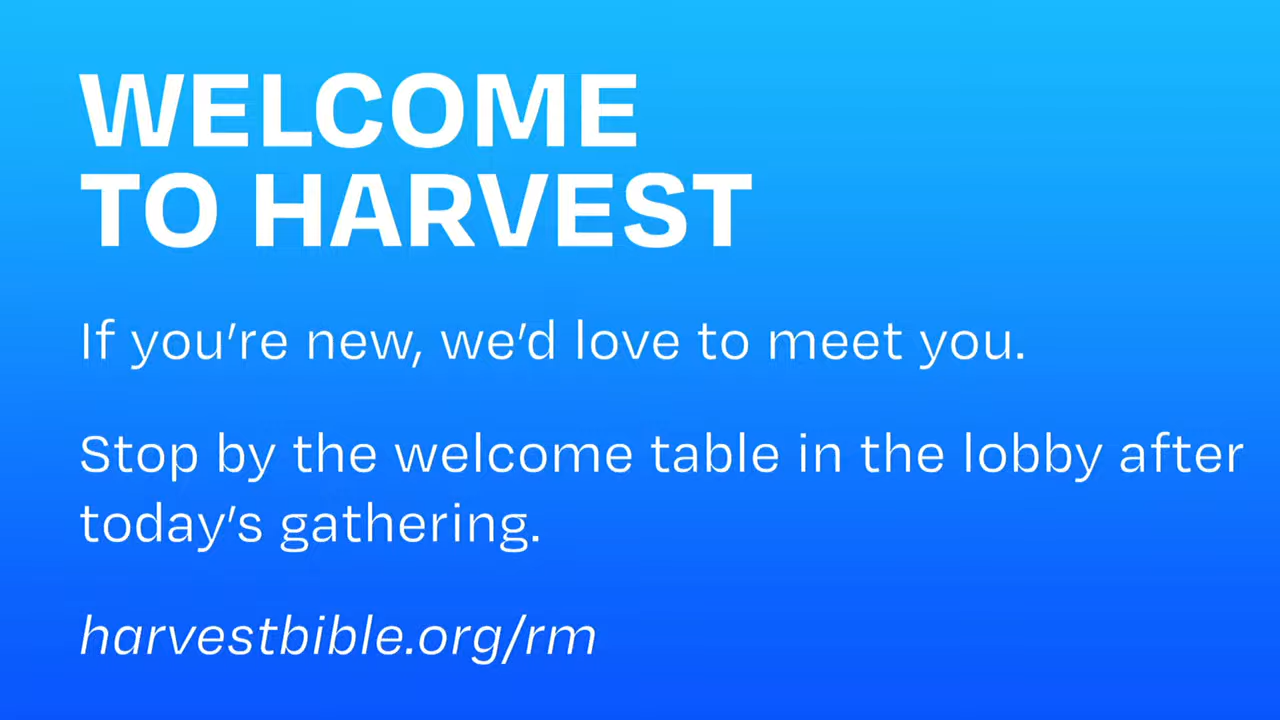 WELCOME
TO HARVEST
If you’re new, we’d love to meet you.
Stop by the welcome table in the lobby after
today’s gathering.
harvestbible.org/rm